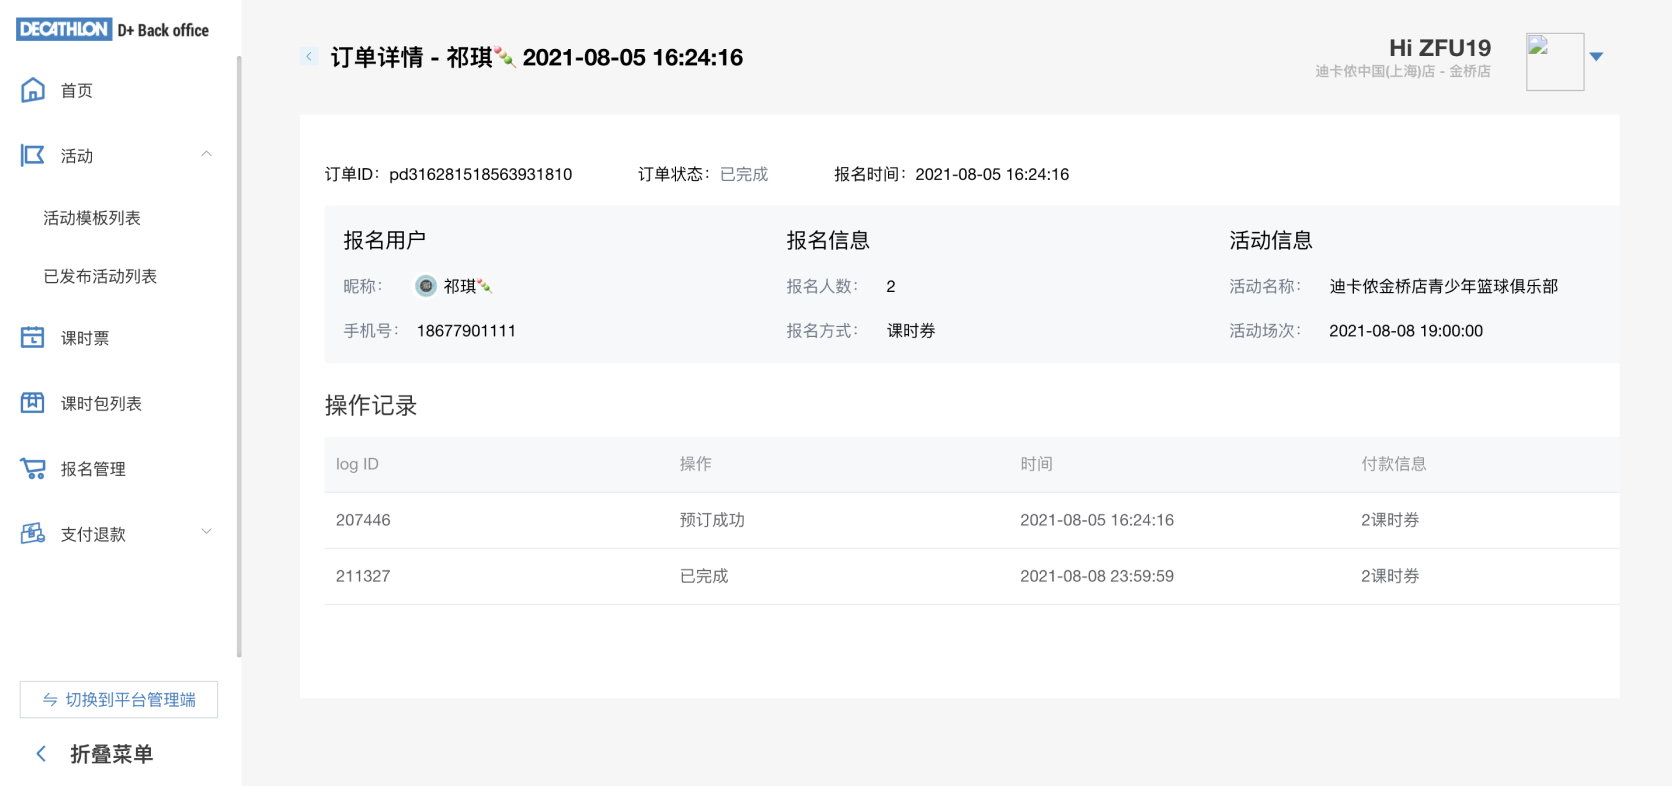 DECATHLON D+ Back office
首页
活动
活动模板列表
已发布活动列表
课时票
课时包列表
报名管理
支付退款
切换到平台管理端
折叠菜单
订单详情 - 祁琪🍡 2021-08-05 16:24:16
Hi ZFU19
迪卡侬中国(上海)店 - 金桥店
订单ID：pd316281518563931810 订单状态：已完成 报名时间：2021-08-05 16:24:16
报名用户 报名信息 活动信息
昵称： 祁琪🍡 报名人数： 2 活动名称： 迪卡侬金桥店青少年篮球俱乐部
手机号： 18677901111 报名方式： 课时券 活动场次： 2021-08-08 19:00:00
操作记录
log ID 操作 时间 付款信息
207446 预订成功 2021-08-05 16:24:16 2课时券
211327 已完成 2021-08-08 23:59:59 2课时券